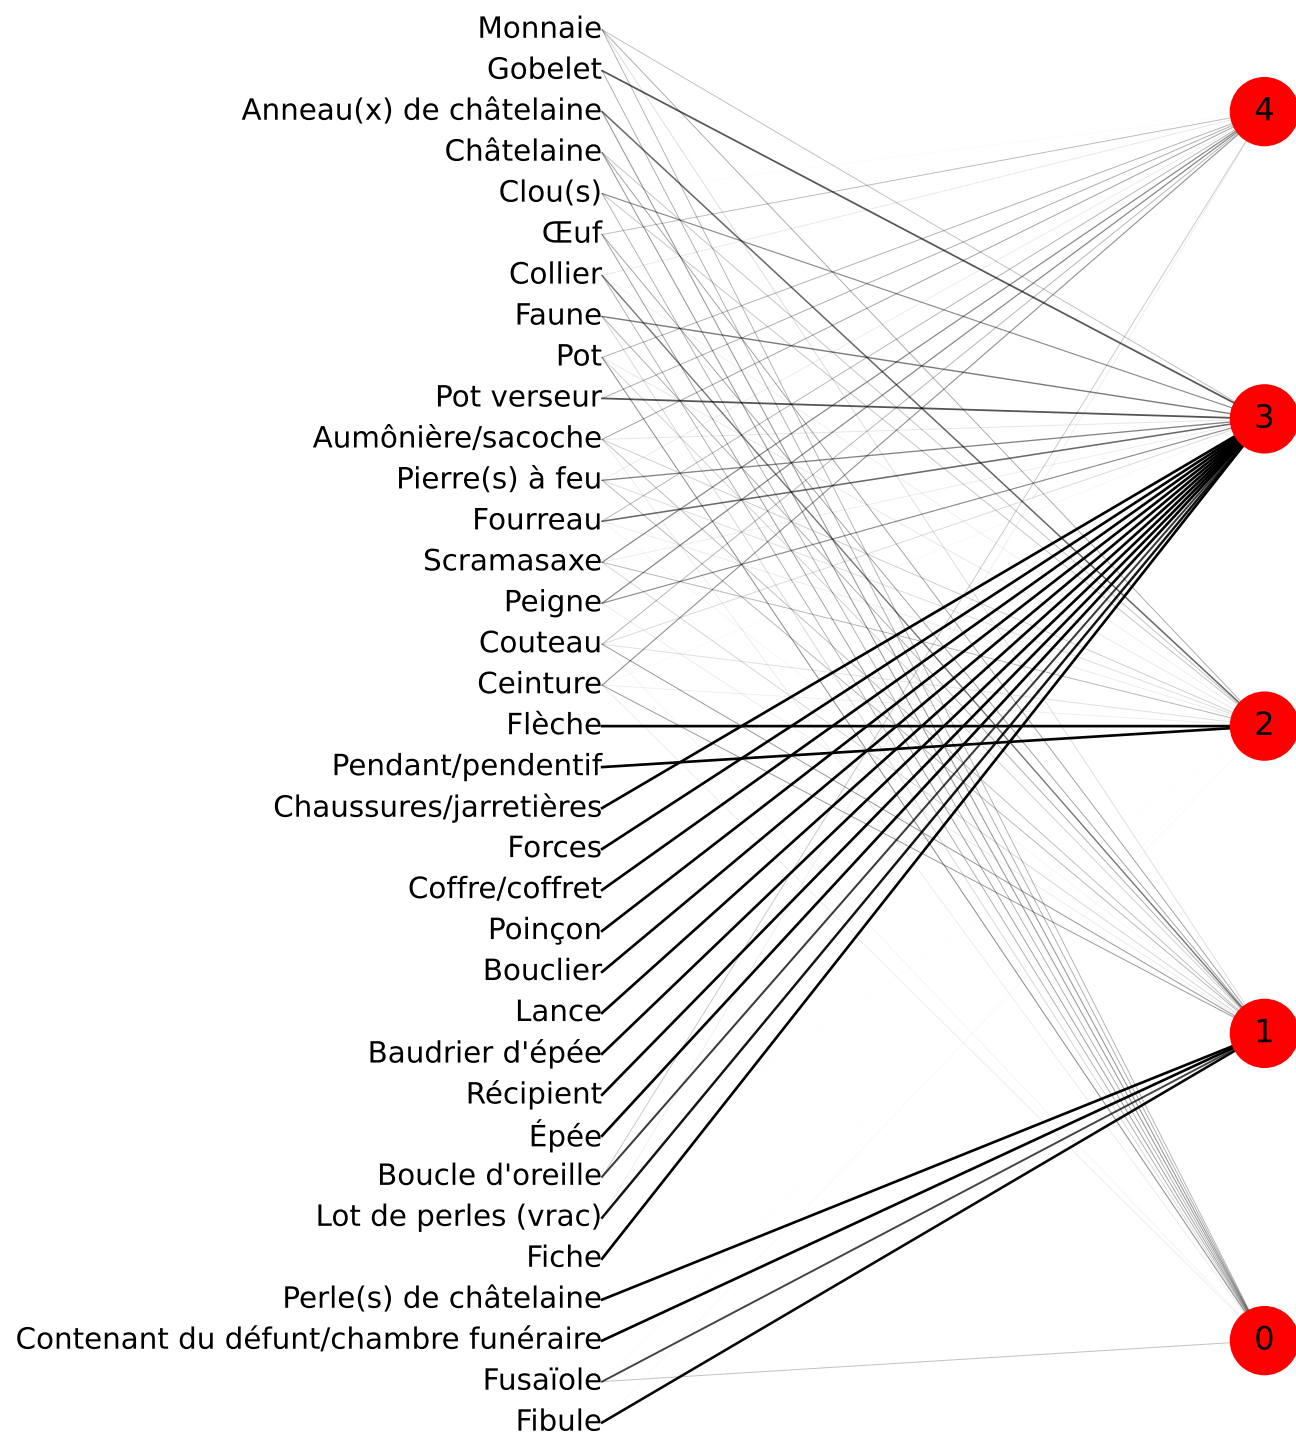 Monnaie
Gobelet
Anneau(x) de châtelaine
Châtelaine
Clou(s)
Œuf
Collier
Faune
Pot
Pot verseur
Aumônière/sacoche
Pierre(s) à feu
Fourreau
Scramasaxe
Peigne
Couteau
Ceinture
Flèche
Pendant/pendentif
Chaussures/jarretières
Forces
Coffre/coffret
Poinçon
Bouclier
Lance
Baudrier d'épée
Récipient
Épée
Boucle d'oreille
Lot de perles (vrac)
Fiche
Perle(s) de châtelaine
Contenant du défunt/chambre funéraire
Fusaïole
Fibule
4
3
2
1
0